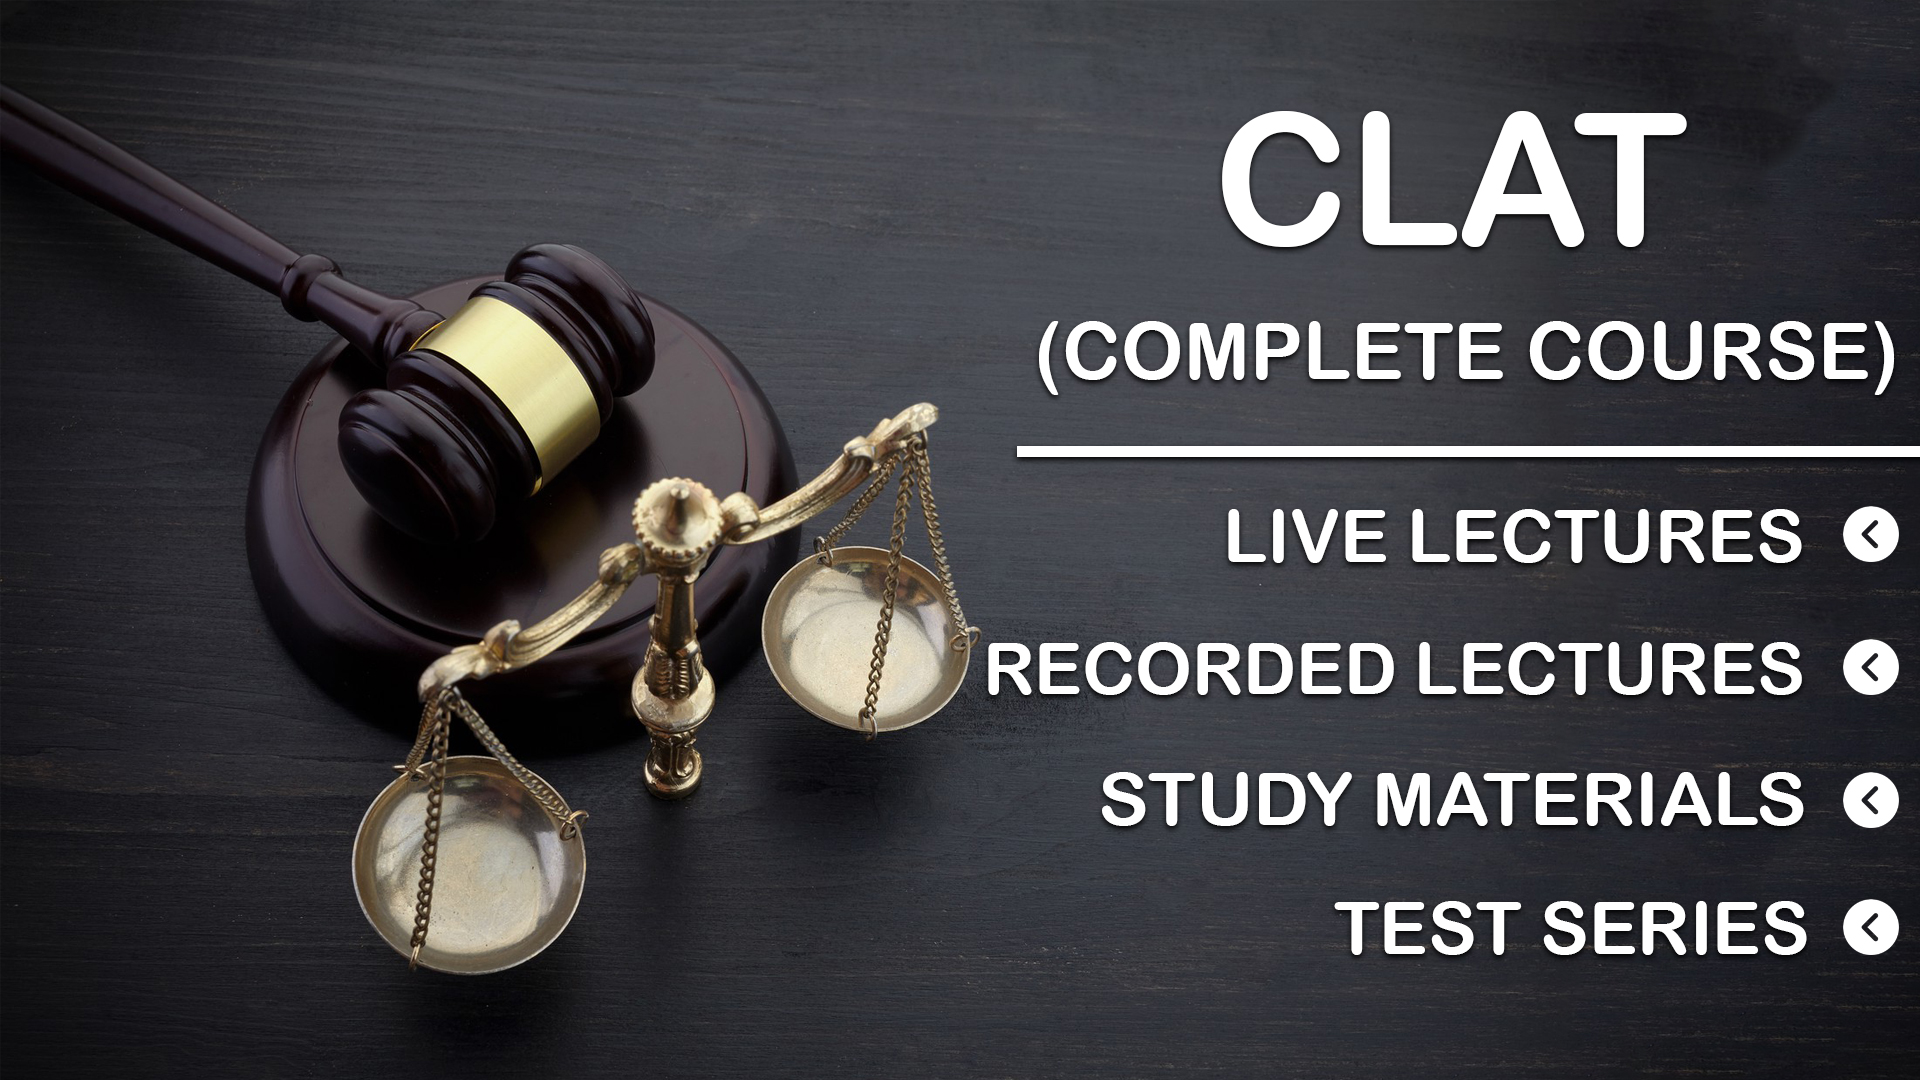 CLAT
(COMPLETE COURSE)
LIVE LECTURES
RECORDED LECTURES
STUDY MATERIALS
TEST SERIES